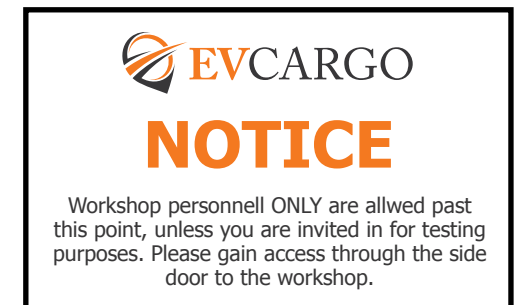 EVCARGO
NOTICE
Workshop personnell ONLY are allwed past
this point, unless you are invited in for testing
purposes. Please gain access through the side
door to the workshop.